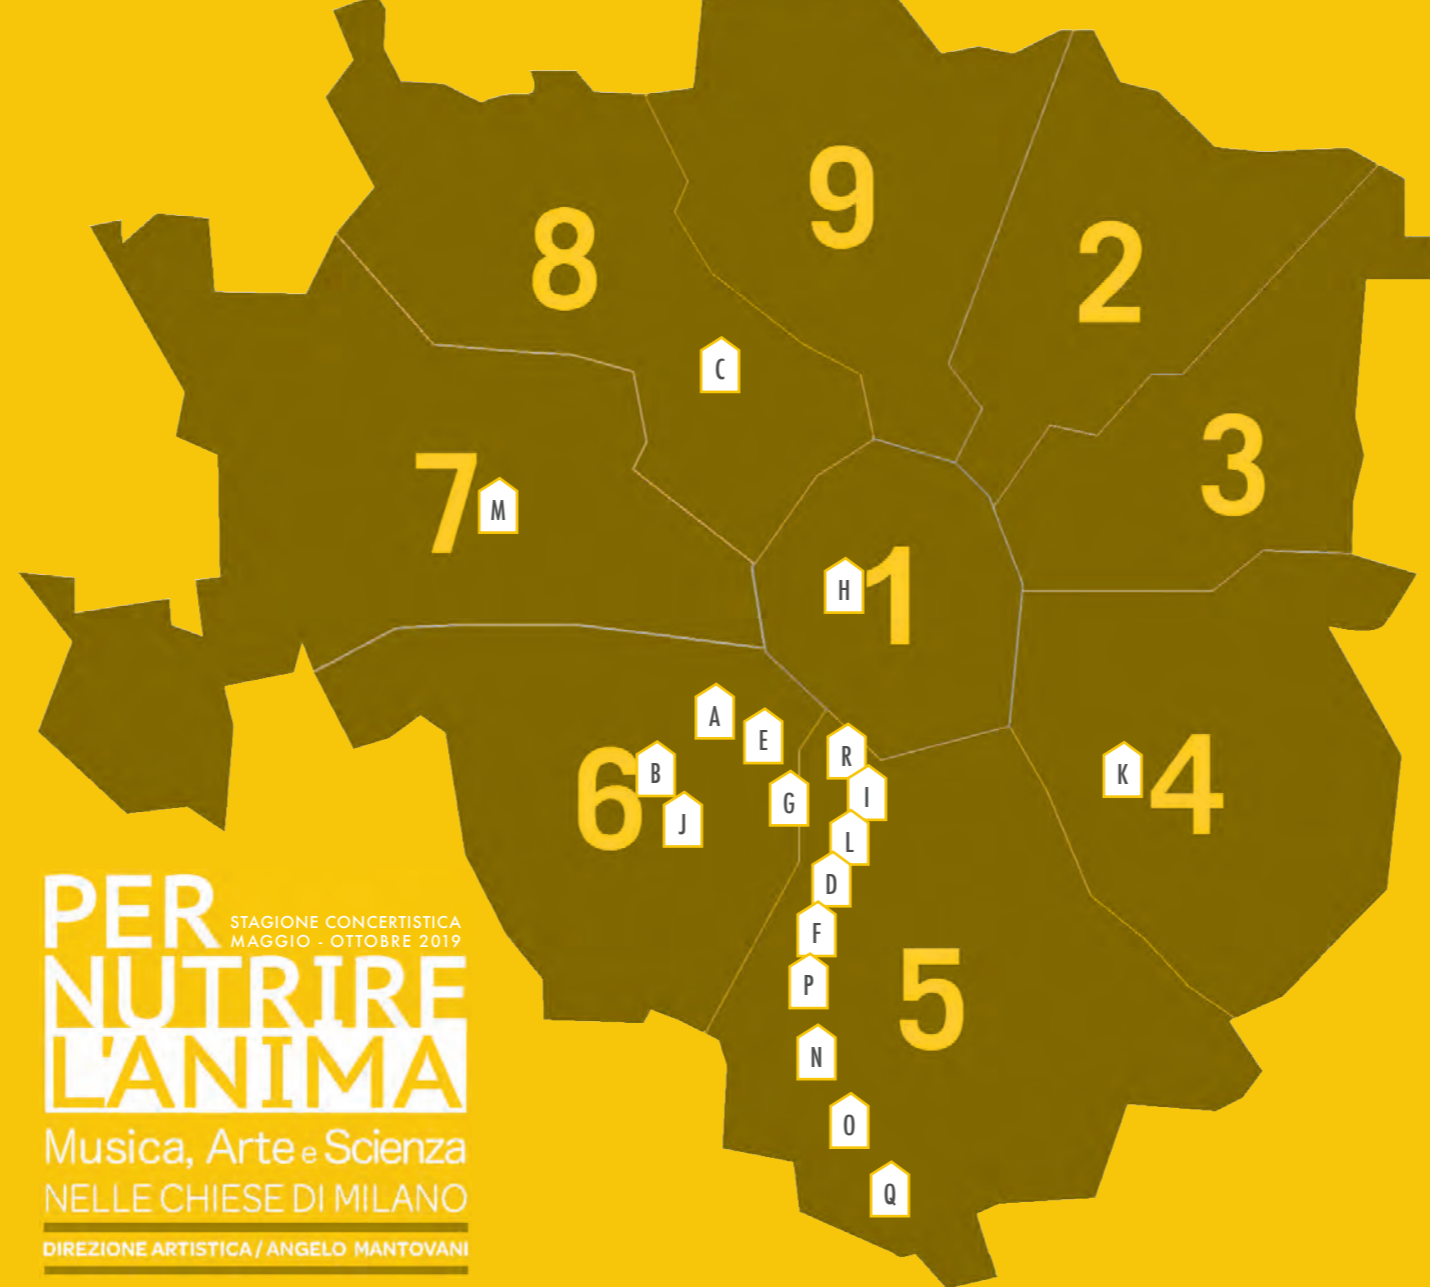 9
8
2
C
3
7
M
1
H
A
E
R
6
B
K
4
G
I
J
L
D
F
P
5
N
O
Q
PER
STAGIONE CONCERTISTICA
MAGGIO - OTTOBRE 2019
NUTRIRE
L'ANIMA
Musica, Arte e Scienza
NELLE CHIESE DI MILANO
DIREZIONE ARTISTICA / ANGELO MANTOVANI